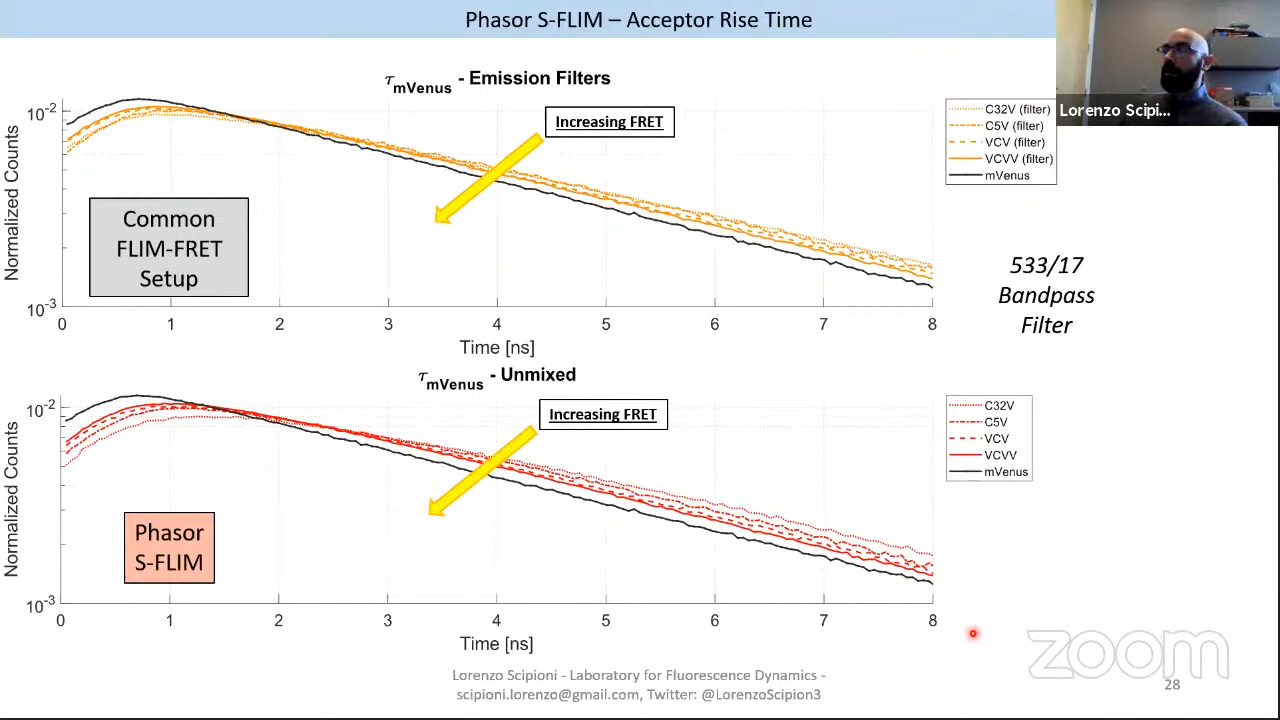 Phasor S-FLIM – Acceptor Rise Time
Lorenzo Scipi...
τmVenus - Emission Filters
Normalized Counts
10-2
10-3
Increasing FRET
Common
FLIM-FRET
Setup
C32V (filter)
C5V (filter)
VCV (filter)
VCVV (filter)
mVenus
0 1 2 3 4 5 6 7 8
Time [ns]
533/17
Bandpass
Filter
τmVenus - Unmixed
Normalized Counts
10-2
10-3
Increasing FRET
Phasor
S-FLIM
C32V
C5V
VCV
VCVV
mVenus
0 1 2 3 4 5 6 7 8
Time [ns]
zoom
Lorenzo Scipioni - Laboratory for Fluorescence Dynamics -
scipioni.lorenzo@gmail.com, Twitter: @LorenzoScipion3
28